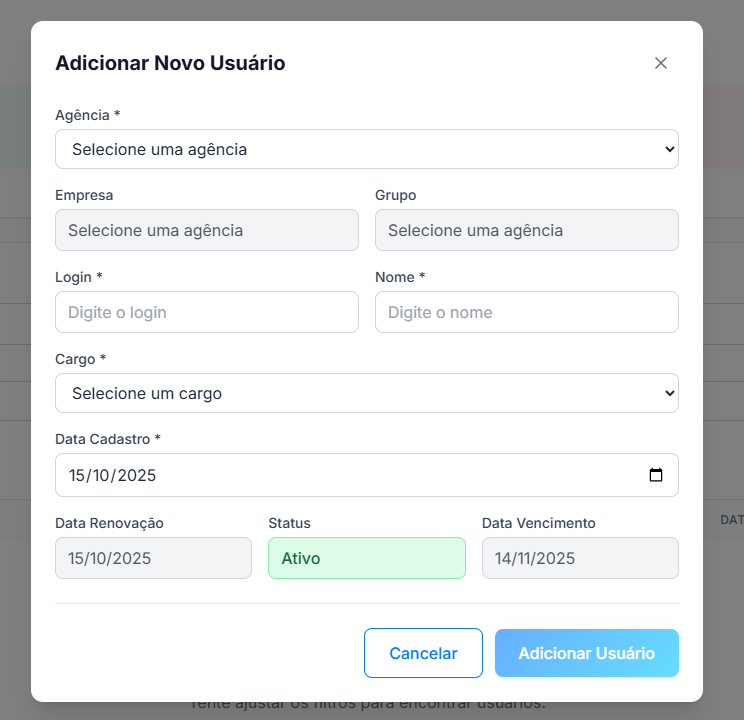 Adicionar Novo Usuário
Agência *
Selecione uma agência
Empresa Grupo
Selecione uma agência Selecione uma agência
Login * Nome *
Digite o login Digite o nome
Cargo *
Selecione um cargo
Data Cadastro *
15/10/2025
DAT
Data Renovação Status Data Vencimento
15/10/2025 Ativo 14/11/2025
Cancelar Adicionar Usuário
Tente ajustar os filtros para encontrar usuários.